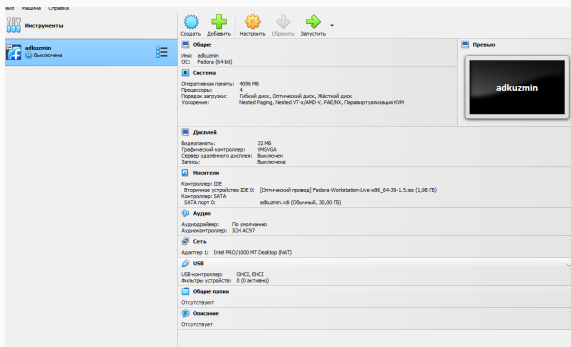 Файл Машина Справка
Инструменты
Создать Добавить Настроить Сбросить Запустить
adkuzmin
Выключена
Общие
Имя: adkuzmin
ОС: Fedora (64-bit)
Превью
adkuzmin
Система
Оперативная память: 4096 МБ
Процессоры: 4
Порядок загрузки: Гибкий диск, Оптический диск, Жёсткий диск
Ускорение: Nested Paging, Nested VT-x/AMD-V, PAE/NX, Паравиртуализация KVM
Дисплей
Видеопамять: 32 МБ
Графический контроллер: VMSVGA
Сервер удалённого дисплея: Выключен
Запись: Выключена
Носители
Контроллер: IDE
Вторичное устройство IDE 0: [Оптический привод] Fedora-Workstation-Live-x86_64-39-1.5.iso (1,98 ГБ)
Контроллер: SATA
SATA порт 0: adkuzmin.vdi (Обычный, 30,00 ГБ)
Аудио
Аудиодрайвер: По умолчанию
Аудиоконтроллер: ICH AC97
Сеть
Адаптер 1: Intel PRO/1000 MT Desktop (NAT)
USB
USB-контроллер: OHCI, EHCI
Фильтры устройств: 0 (0 активно)
Общие папки
Отсутствуют
Описание
Отсутствует